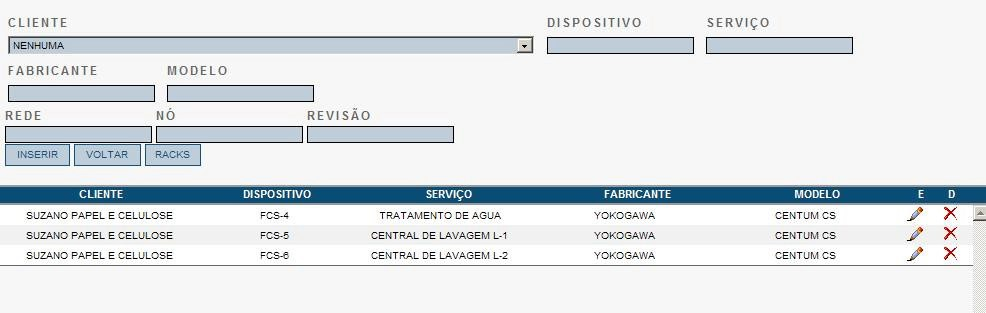 CLIENTE DISPOSITIVO SERVIÇO
NENHUMA
FABRICANTE MODELO
REDE NÓ REVISÃO
INSERIR VOLTAR RACKS
CLIENTE DISPOSITIVO SERVIÇO FABRICANTE MODELO E D
SUZANO PAPEL E CELULOSE FCS-4 TRATAMENTO DE AGUA YOKOGAWA CENTUM CS
SUZANO PAPEL E CELULOSE FCS-5 CENTRAL DE LAVAGEM L-1 YOKOGAWA CENTUM CS
SUZANO PAPEL E CELULOSE FCS-6 CENTRAL DE LAVAGEM L-2 YOKOGAWA CENTUM CS